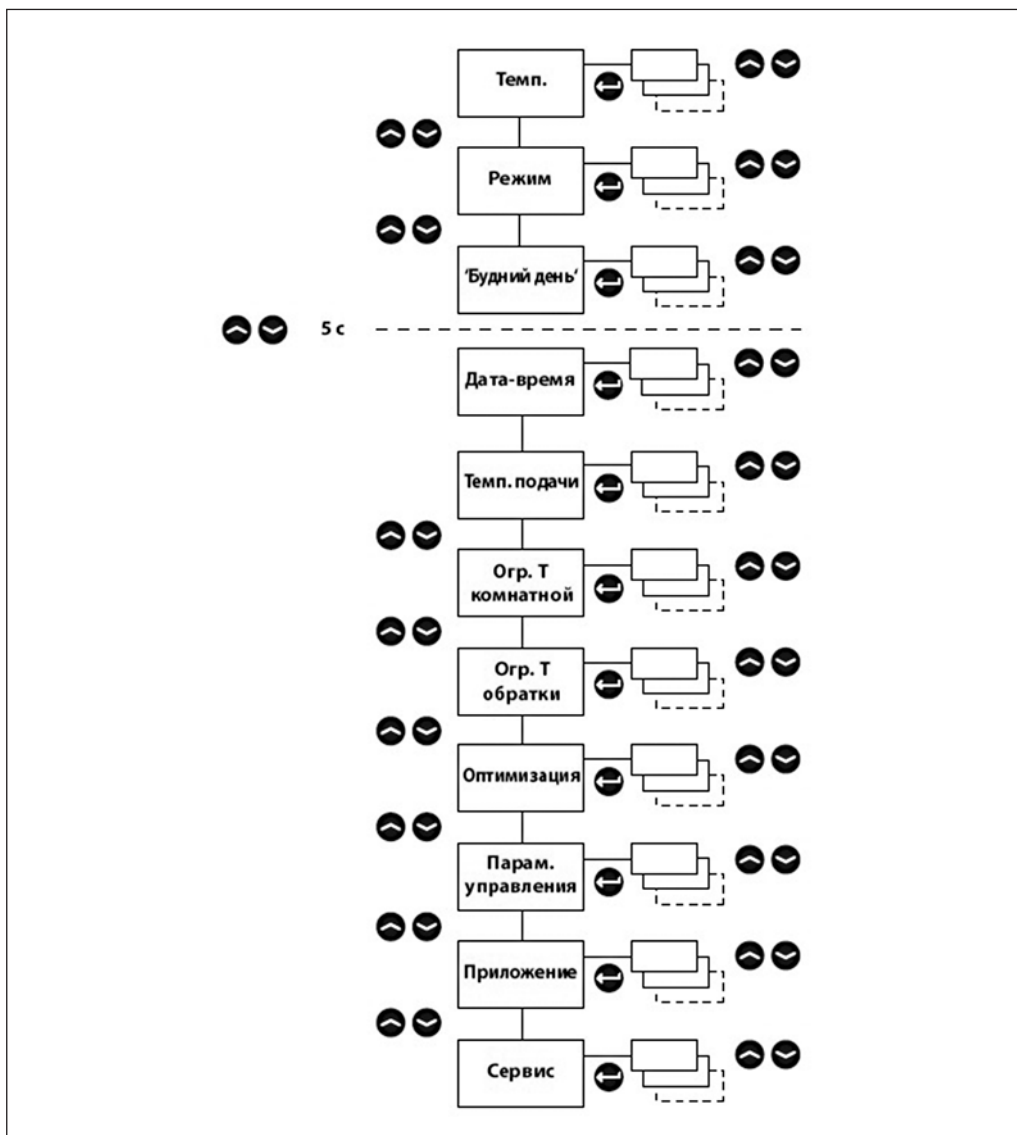 Темп.
Режим
'Будний день'
5 с
Дата-время
Темп. подачи
Огр. Т
комнатной
Огр. Т
обратки
Оптимизация
Парам.
управления
Приложение
Сервис